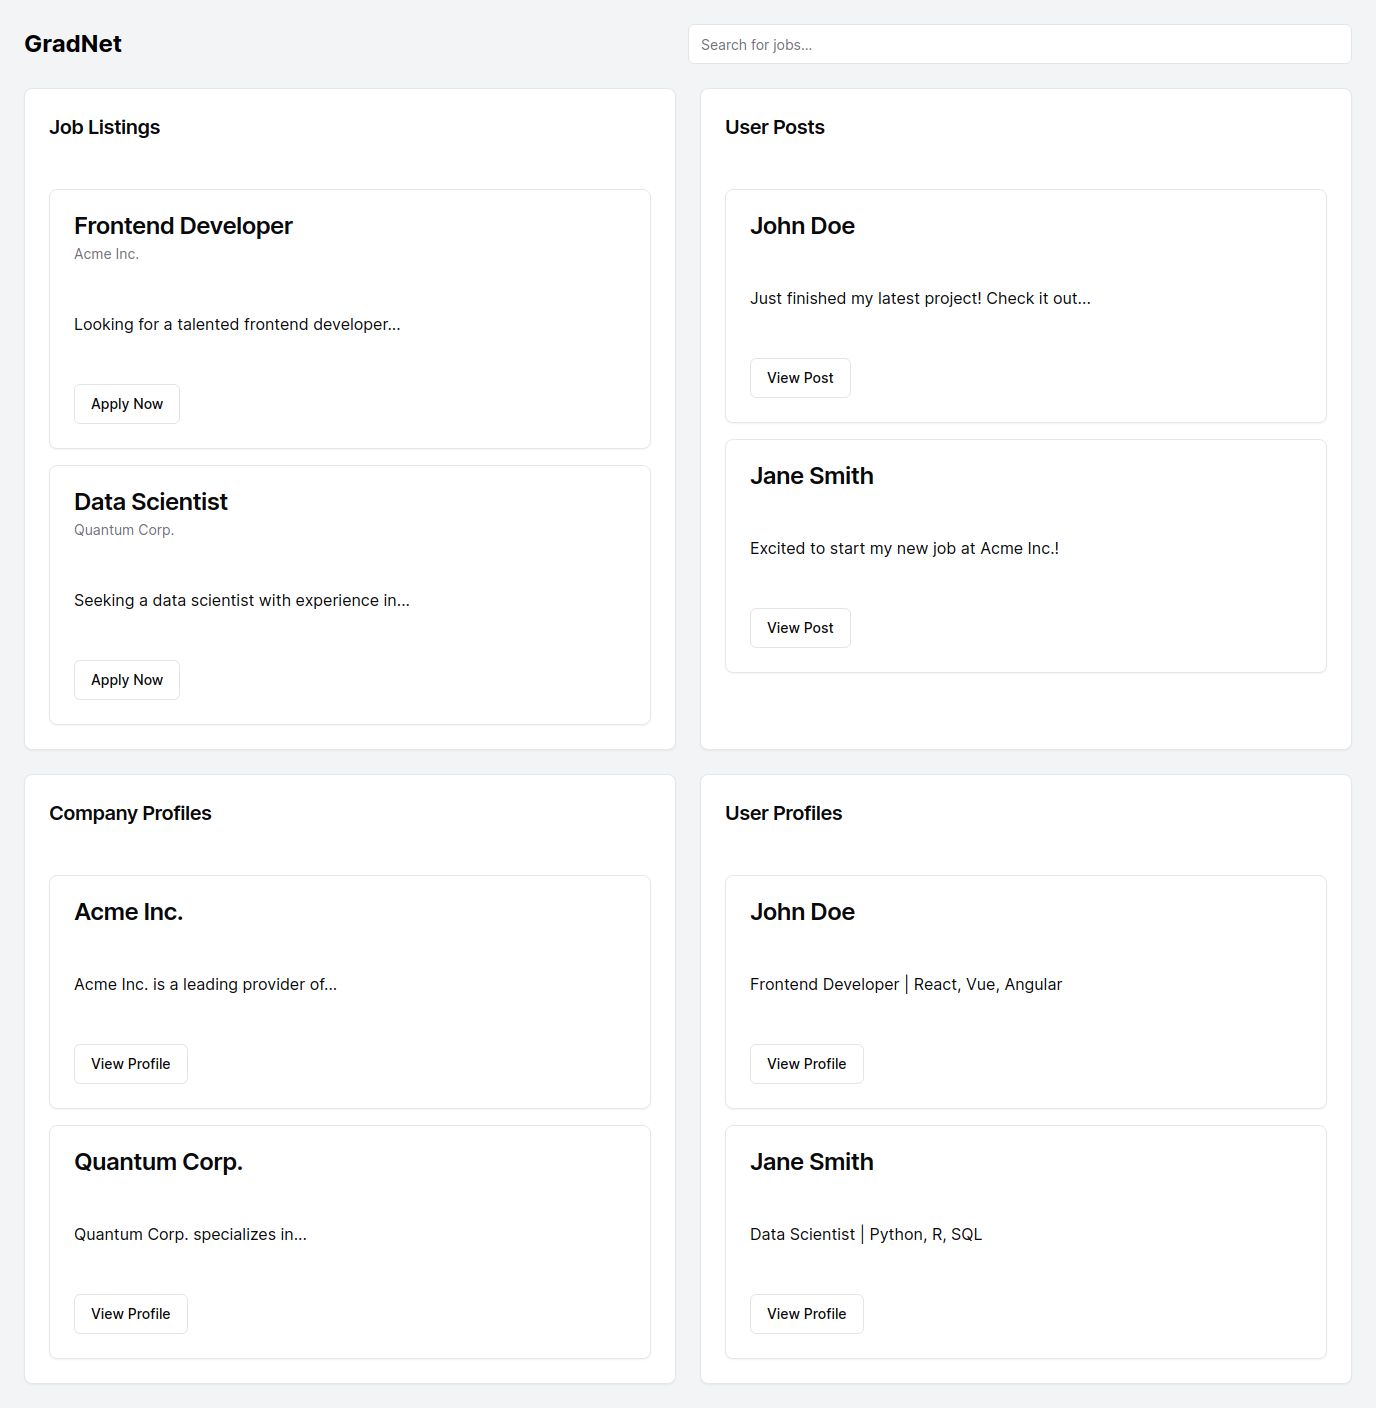 GradNet
Search for jobs...
Job Listings
Frontend Developer
Acme Inc.
Looking for a talented frontend developer...
Apply Now
Data Scientist
Quantum Corp.
Seeking a data scientist with experience in...
Apply Now
User Posts
John Doe
Just finished my latest project! Check it out...
View Post
Jane Smith
Excited to start my new job at Acme Inc.!
View Post
Company Profiles
Acme Inc.
Acme Inc. is a leading provider of...
View Profile
Quantum Corp.
Quantum Corp. specializes in...
View Profile
User Profiles
John Doe
Frontend Developer | React, Vue, Angular
View Profile
Jane Smith
Data Scientist | Python, R, SQL
View Profile